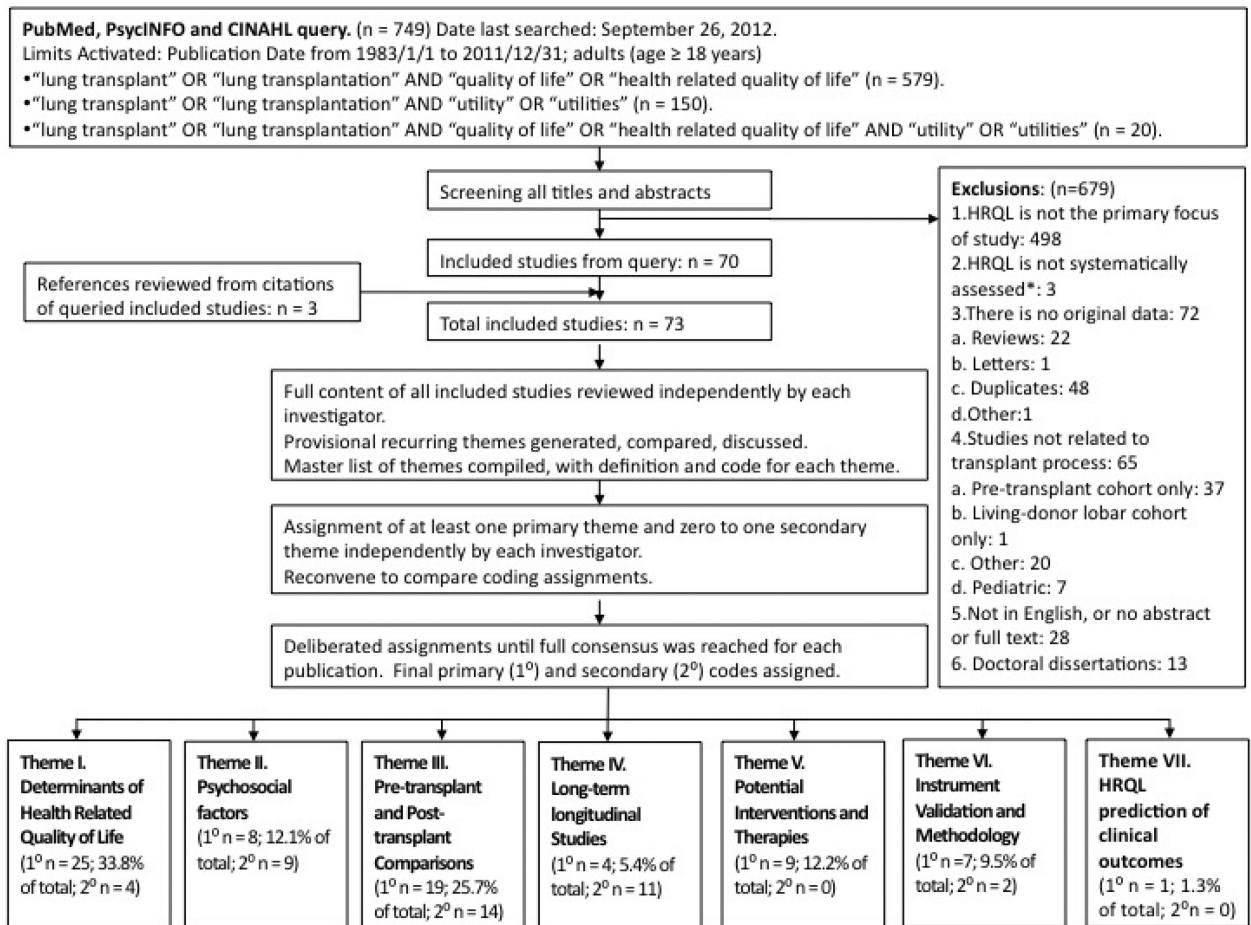 PubMed, PsycINFO and CINAHL query. (n = 749) Date last searched: September 26, 2012.
Limits Activated: Publication Date from 1983/1/1 to 2011/12/31; adults (age ≥ 18 years)
•“lung transplant” OR “lung transplantation” AND “quality of life” OR “health related quality of life” (n = 579).
•“lung transplant” OR “lung transplantation” AND “utility” OR “utilities” (n = 150).
•“lung transplant” OR “lung transplantation” AND “quality of life” OR “health related quality of life” AND “utility” OR “utilities” (n = 20).
Screening all titles and abstracts
Exclusions: (n=679)
1.HRQL is not the primary focus
of study: 498
2.HRQL is not systematically
assessed*: 3
3.There is no original data: 72
a. Reviews: 22
b. Letters: 1
c. Duplicates: 48
d.Other:1
4.Studies not related to
transplant process: 65
a. Pre-transplant cohort only: 37
b. Living-donor lobar cohort
only: 1
c. Other: 20
d. Pediatric: 7
5.Not in English, or no abstract
or full text: 28
6. Doctoral dissertations: 13
Included studies from query: n = 70
References reviewed from citations
of queried included studies: n = 3
Total included studies: n = 73
Full content of all included studies reviewed independently by each
investigator.
Provisional recurring themes generated, compared, discussed.
Master list of themes compiled, with definition and code for each theme.
Assignment of at least one primary theme and zero to one secondary
theme independently by each investigator.
Reconvene to compare coding assignments.
Deliberated assignments until full consensus was reached for each
publication. Final primary (1⁰) and secondary (2⁰) codes assigned.
Theme I.
Determinants of
Health Related
Quality of Life
(1⁰ n = 25; 33.8%
of total; 2⁰ n = 4)
Theme II.
Psychosocial
factors
(1⁰ n = 8; 12.1% of
total; 2⁰ n = 9)
Theme III.
Pre-transplant
and Post-
transplant
Comparisons
(1⁰ n = 19; 25.7%
of total; 2⁰ n = 14)
Theme IV.
Long-term
longitudinal
Studies
(1⁰ n = 4; 5.4% of
total; 2⁰ n = 11)
Theme V.
Potential
Interventions and
Therapies
(1⁰ n = 9; 12.2% of
total; 2⁰ n = 0)
Theme VI.
Instrument
Validation and
Methodology
(1⁰ n =7; 9.5% of
total; 2⁰ n = 2)
Theme VII.
HRQL
prediction of
clinical
outcomes
(1⁰ n = 1; 1.3%
of total; 2⁰n = 0)